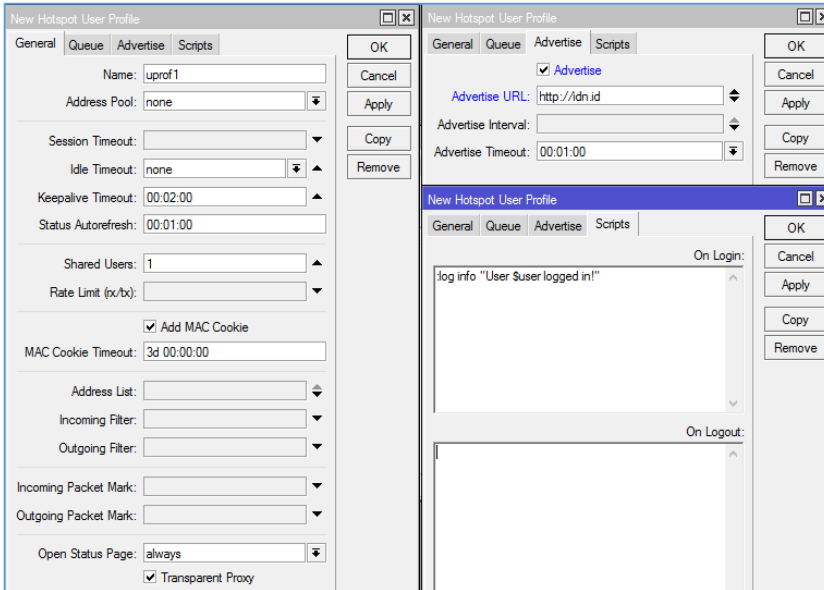 New Hotspot User Profile
General Queue Advertise Scripts
Name: uprof1
Address Pool: none
Session Timeout:
Idle Timeout: none
Keepalive Timeout: 00:02:00
Status Autorefresh: 00:01:00
Shared Users: 1
Rate Limit (rx/tx):
Add MAC Cookie
MAC Cookie Timeout: 3d 00:00:00
Address List:
Incoming Filter:
Outgoing Filter:
Incoming Packet Mark:
Outgoing Packet Mark:
Open Status Page: always
Transparent Proxy
OK
Cancel
Apply
Copy
Remove
New Hotspot User Profile
General Queue Advertise Scripts
Advertise
Advertise URL: http://idn.id
Advertise Interval:
Advertise Timeout: 00:01:00
OK
Cancel
Apply
Copy
Remove
New Hotspot User Profile
General Queue Advertise Scripts
On Login:
:log info "User $user logged in!"
On Logout:
OK
Cancel
Apply
Copy
Remove